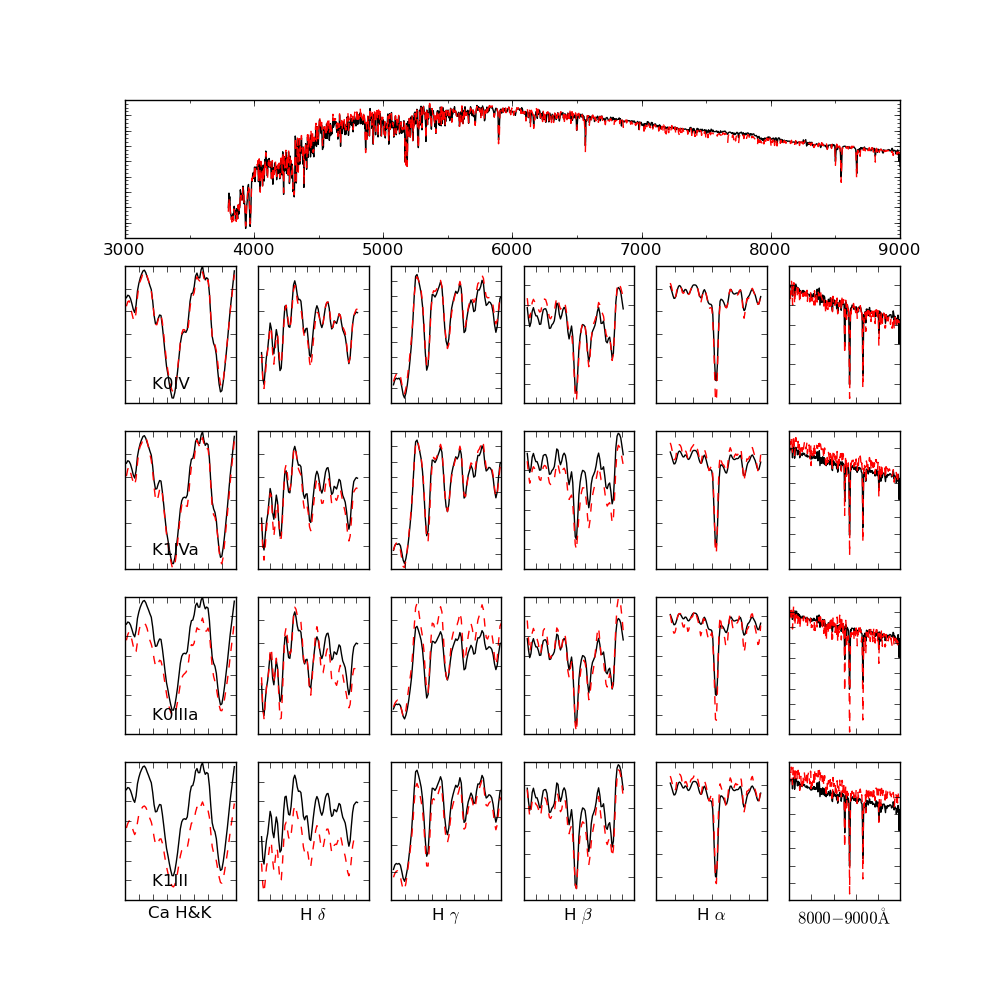 3000 4000 5000 6000 7000 8000 9000
K0IV
K1IVa
K0IIIa
K1III
Ca H&K H δ H γ H β H α 8000−9000Å